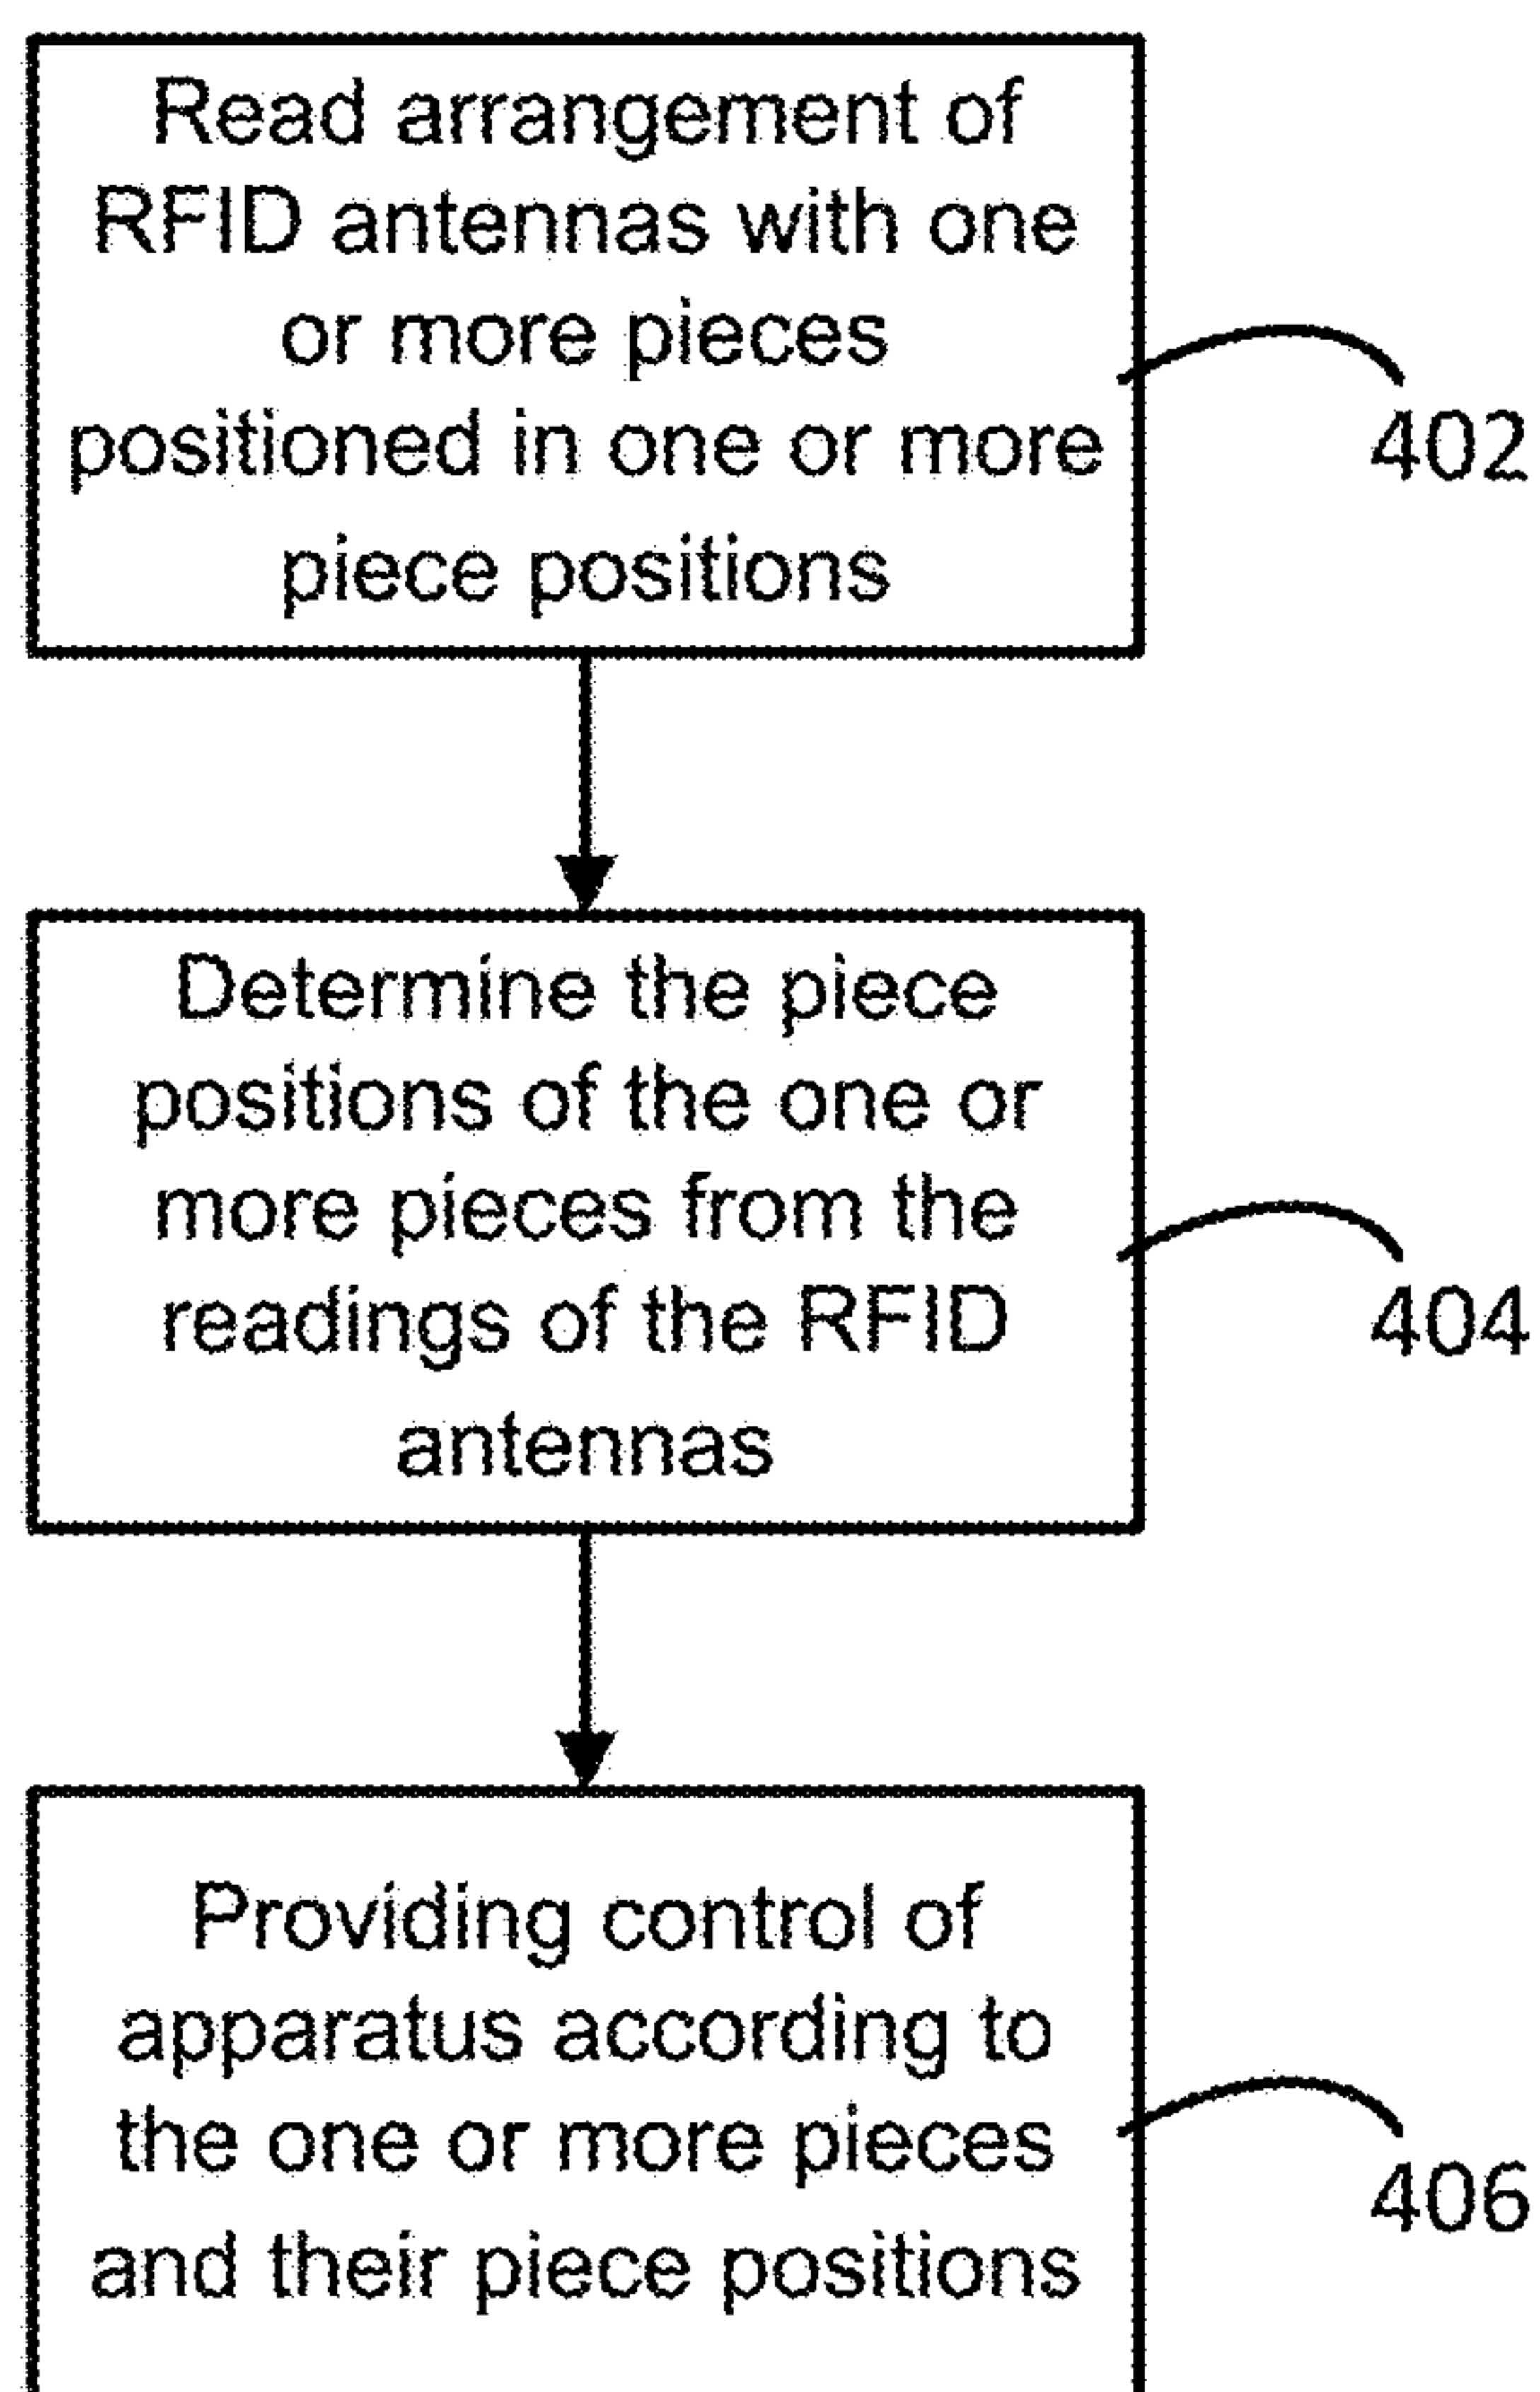 Read arrangement of
RFID antennas with one
or more pieces
positioned in one or more
piece positions
402
Determine the piece
positions of the one or
more pieces from the
readings of the RFID
antennas
404
Providing control of
apparatus according to
the one or more pieces
and their piece positions
406